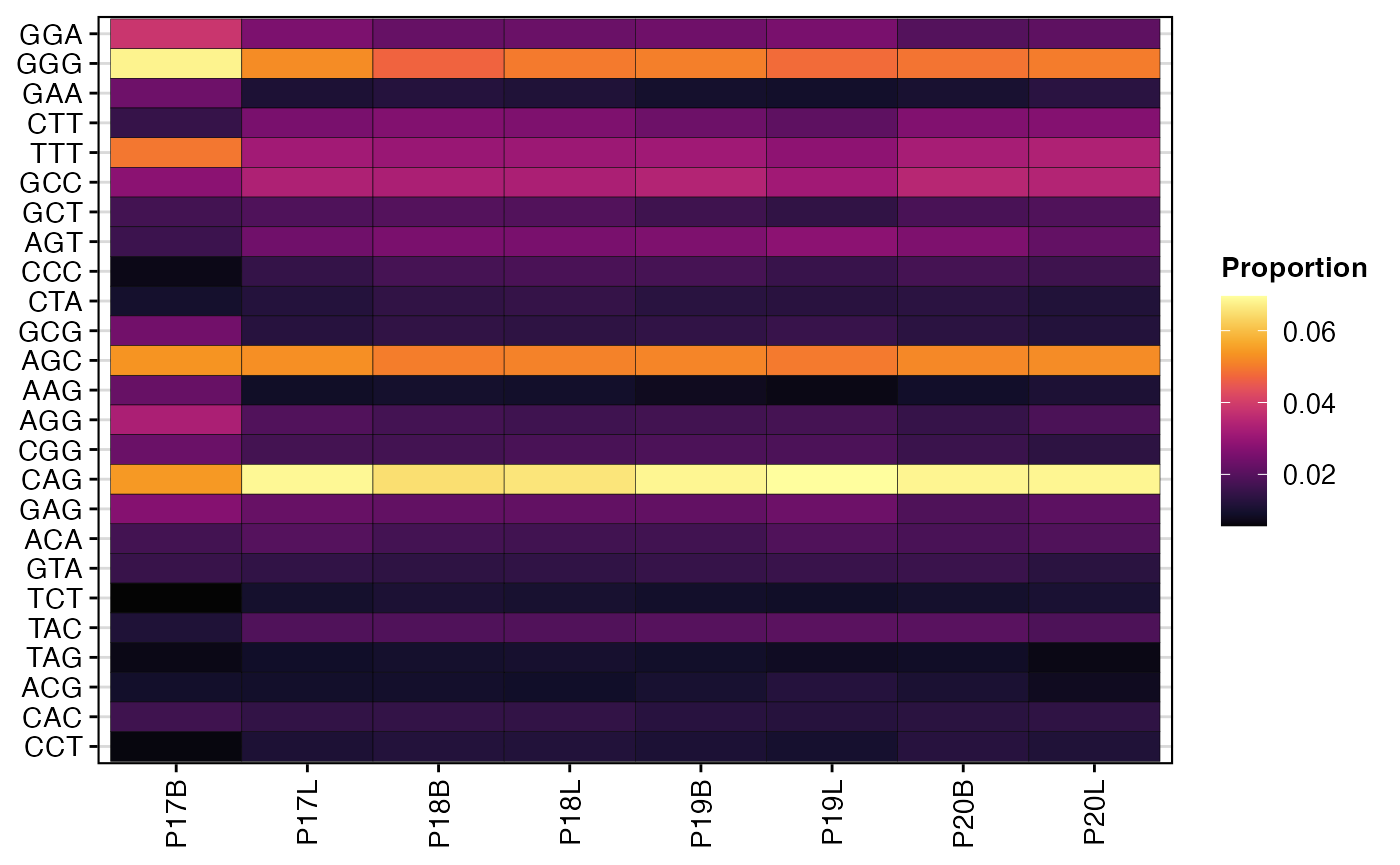 GGA
GGG
GAA
CTT
TTT
GCC
GCT
AGT
CCC
CTA
GCG
AGC
AAG
AGG
CGG
CAG
GAG
ACA
GTA
TCT
TAC
TAG
ACG
CAC
CCT
P17B
P17L
P18B
P18L
P19B
P19L
P20B
P20L
Proportion
0.06
0.04
0.02